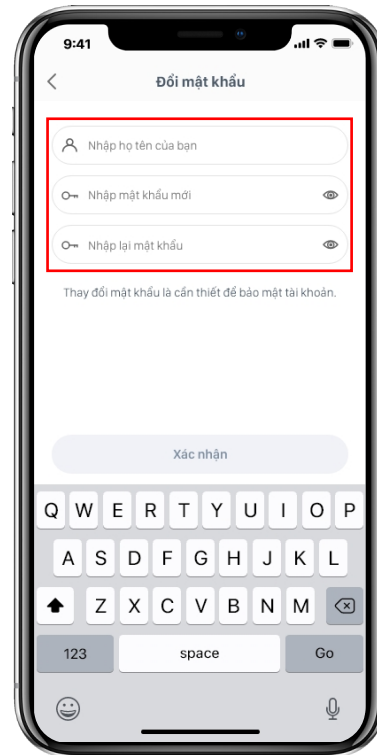 9:41
Đổi mật khẩu
Nhập họ tên của bạn
Nhập mật khẩu mới
Nhập lại mật khẩu
Thay đổi mật khẩu là cần thiết để bảo mật tài khoản.
Xác nhận
Q W E R T Y U I O P
A S D F G H J K L
Z X C V B N M
123 space Go